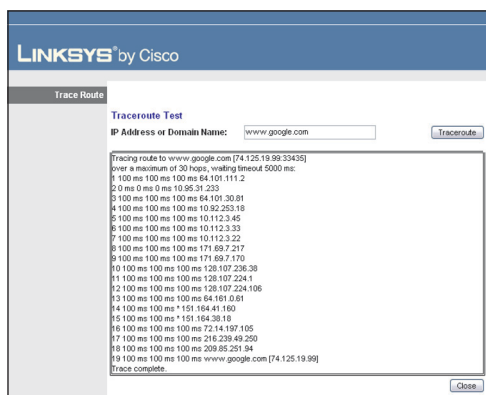 LINKSYS® by Cisco
Trace Route
Traceroute Test
IP Address or Domain Name: www.google.com Traceroute
Tracing route to www.google.com [74.125.19.99:33435]
over a maximum of 30 hops, waiting timeout 5000 ms:
1 100 ms 100 ms 100 ms 64.101.111.2
2 0 ms 0 ms 0 ms 10.95.31.233
3 100 ms 100 ms 100 ms 64.101.30.81
4 100 ms 100 ms 100 ms 10.92.253.18
5 100 ms 100 ms 100 ms 10.112.3.45
6 100 ms 100 ms 100 ms 10.112.3.33
7 100 ms 100 ms 100 ms 10.112.3.22
8 100 ms 100 ms 100 ms 171.69.7.217
9 100 ms 100 ms 100 ms 171.69.7.170
10 100 ms 100 ms 100 ms 128.107.236.38
11 100 ms 100 ms 100 ms 128.107.224.1
12 100 ms 100 ms 100 ms 128.107.224.106
13 100 ms 100 ms 100 ms 64.161.0.61
14 100 ms 100 ms * 151.164.41.160
15 100 ms 100 ms * 151.164.38.18
16 100 ms 100 ms 100 ms 72.14.197.105
17 100 ms 100 ms 100 ms 216.239.49.250
18 100 ms 100 ms 100 ms 209.85.251.94
19 100 ms 100 ms 100 ms www.google.com [74.125.19.99]
Trace complete.
Close